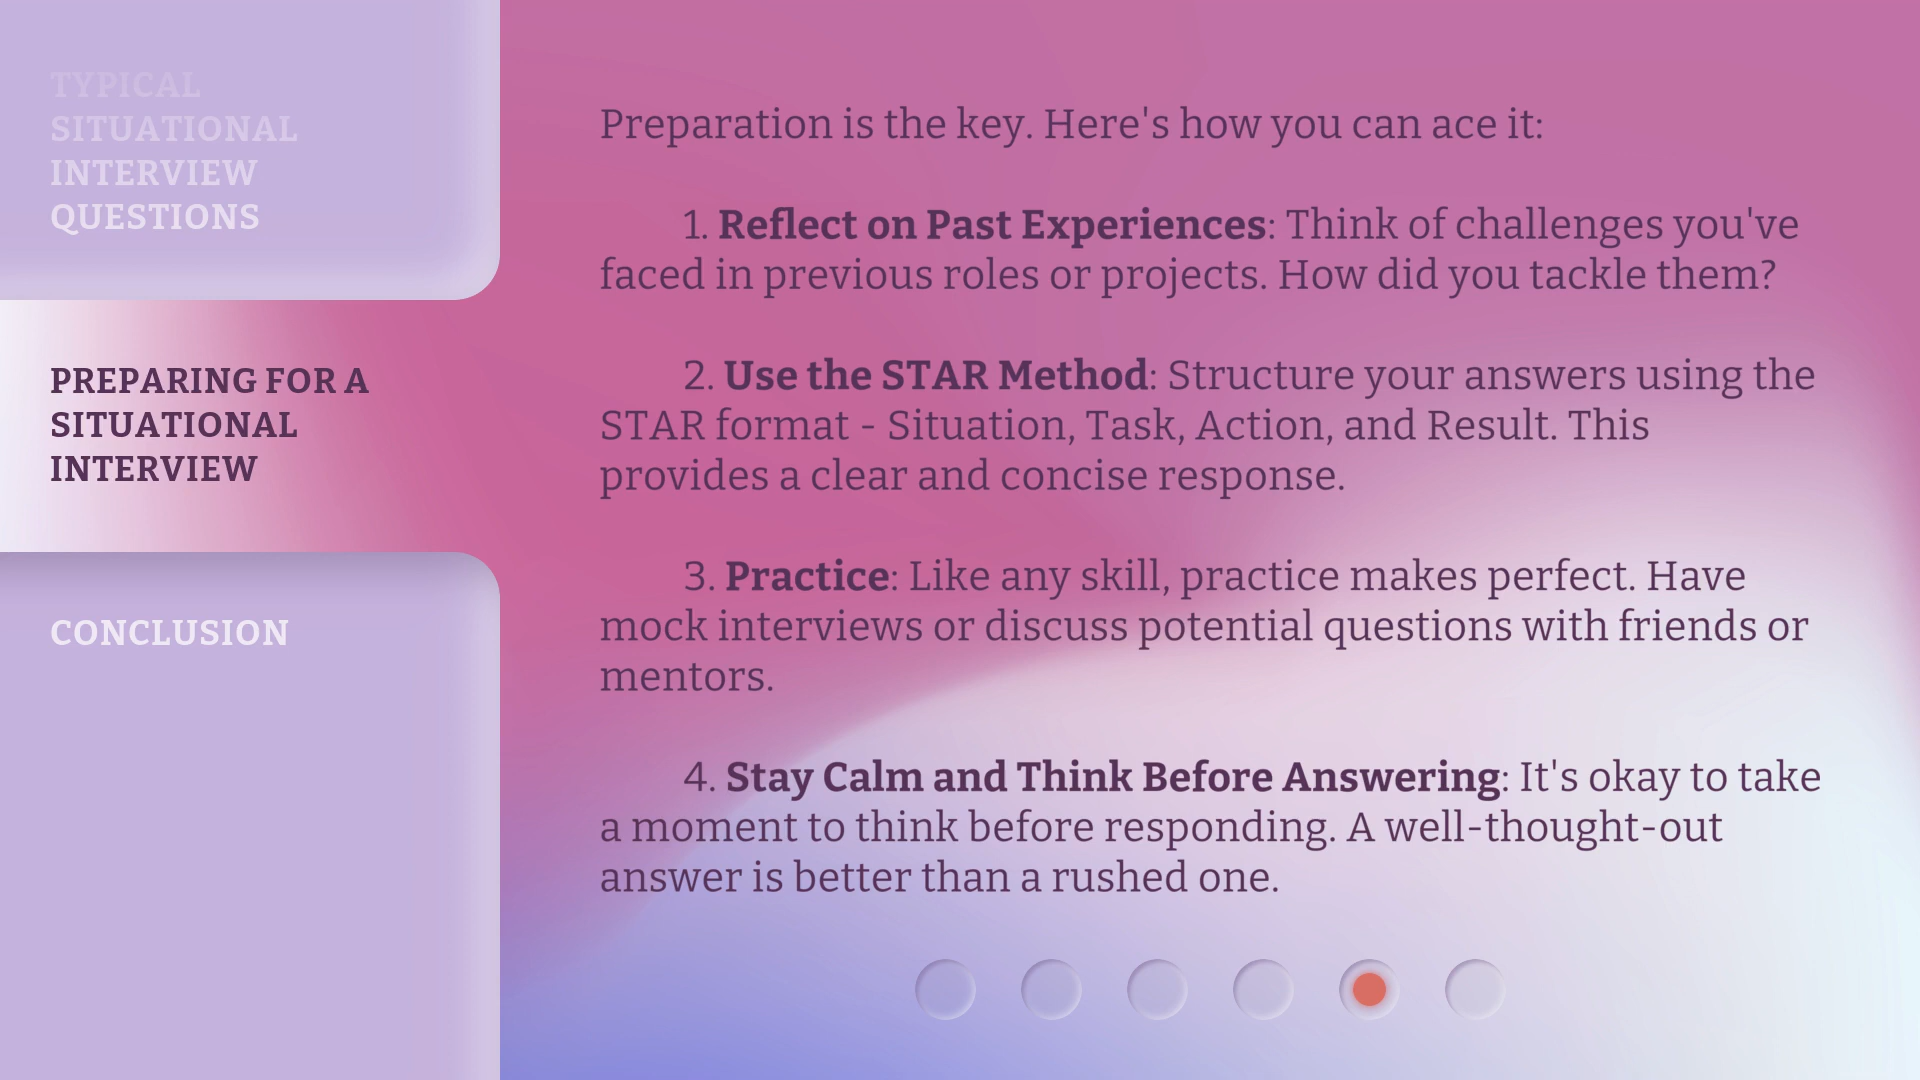 TYPICAL
SITUATIONAL
INTERVIEW
QUESTIONS
PREPARING FOR A
SITUATIONAL
INTERVIEW
CONCLUSION
Preparation is the key. Here's how you can ace it:
1. Reflect on Past Experiences: Think of challenges you've
faced in previous roles or projects. How did you tackle them?
2. Use the STAR Method: Structure your answers using the
STAR format - Situation, Task, Action, and Result. This
provides a clear and concise response.
3. Practice: Like any skill, practice makes perfect. Have
mock interviews or discuss potential questions with friends or
mentors.
4. Stay Calm and Think Before Answering: It's okay to take
a moment to think before responding. A well-thought-out
answer is better than a rushed one.